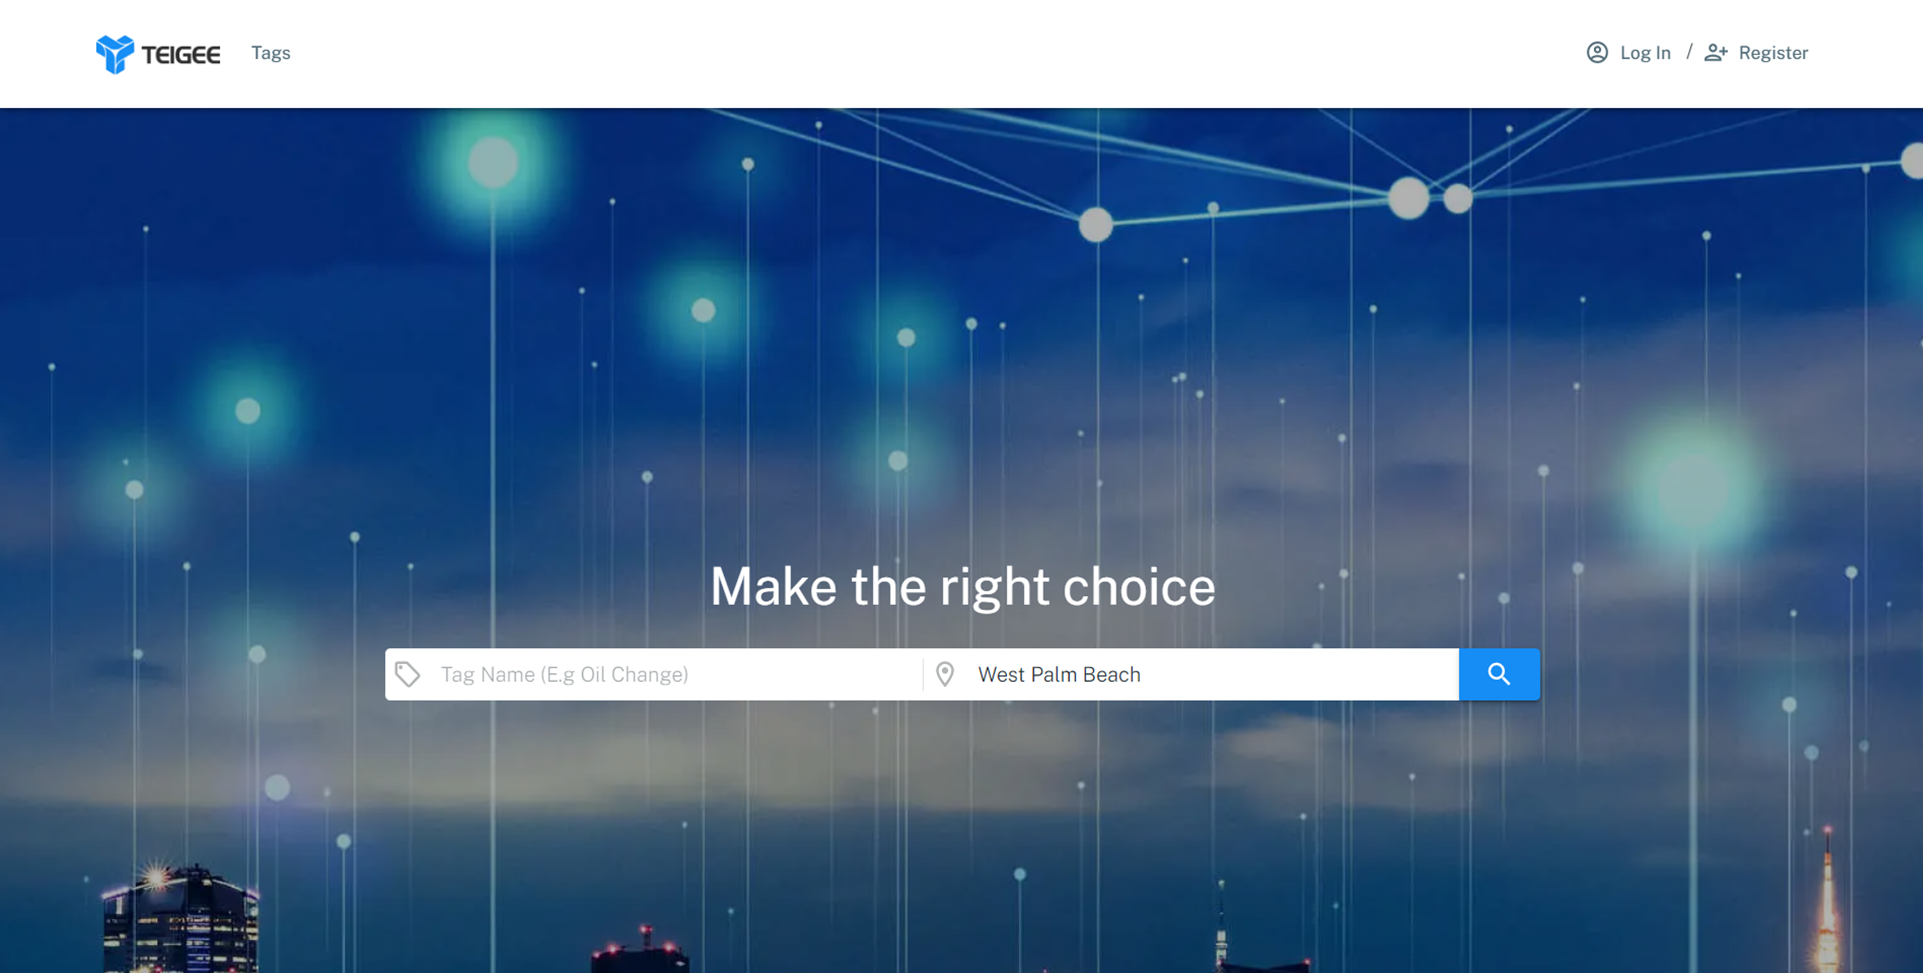 TEIGEE Tags Log In / Register
Make the right choice
Tag Name (E.g Oil Change) West Palm Beach